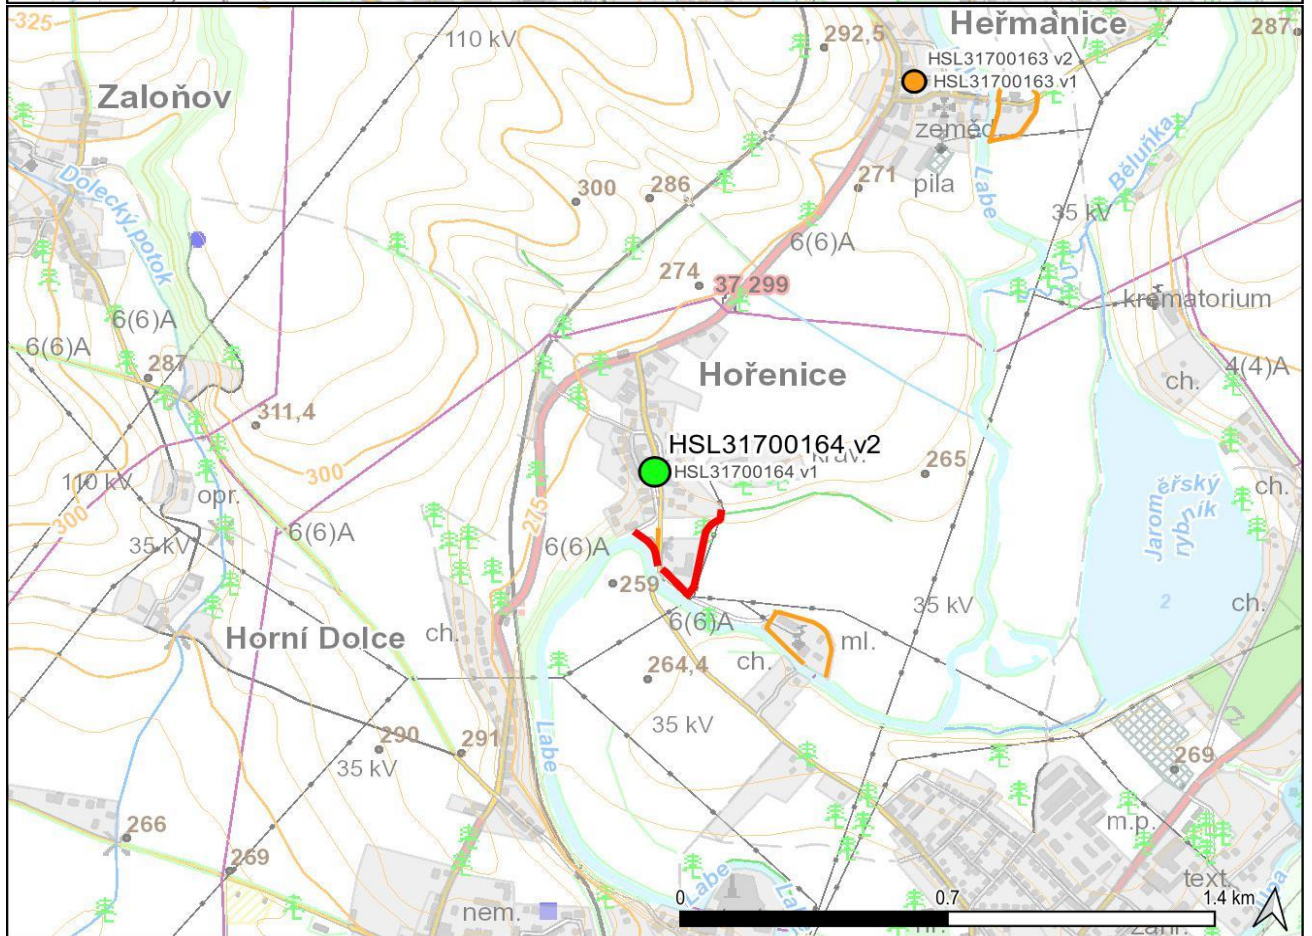 325
110 kV
292,5
Heřmanice
287
HSL31700163 v2
HSL31700163 v1
Zaloňov
zeměd.
Běluňka
Dolecký potok
300
286
271
pila
Labe
35 kV
6(6)A
274
37 299
krematorium
6(6)A
6(6)A
287
Hořenice
ch.
4(4)A
311,4
HSL31700164 v2
HSL31700164 v1
krav.
265
300
110 kV
opr.
275
ch.
Jaroměřský
rybník
300
35 kV
6(6)A
6(6)A
259
35 kV
2
ch.
6(6)A
Horní Dolce
ch.
ml.
264,4
ch.
35 kV
290
291
Labe
35 kV
269
266
m.p.
269
Labe
text.
nem.
0
0.7
1.4 km